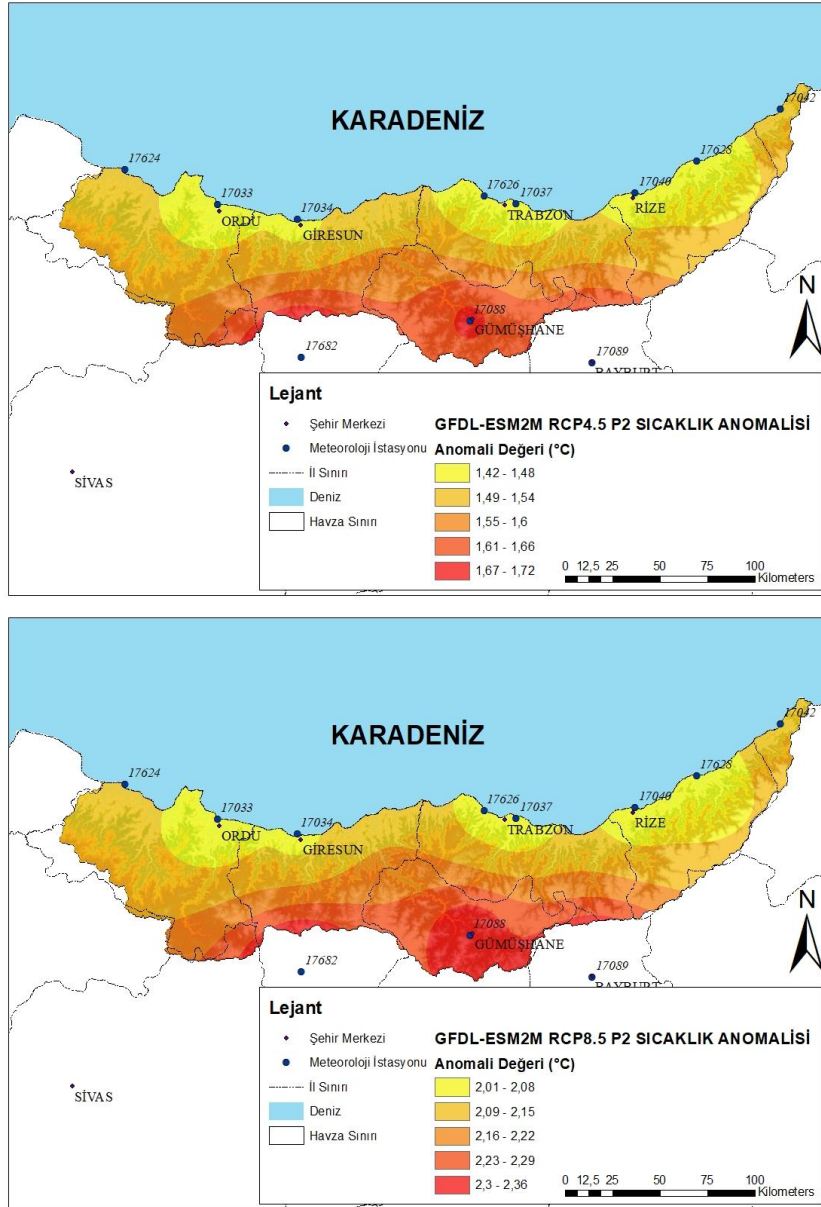 KARADENİZ
17042
17624
17628
17033
17626
17040
17034
17037
ORDU
TRABZON
RİZE
GİRESUN
N
17088
GÜMÜŞHANE
17682
17089
BAYBURT
SİVAS
Lejant
Şehir Merkezi
Meteoroloji İstasyonu
İl Sınırı
Deniz
Havza Sınırı
GFDL-ESM2M RCP4.5 P2 SICAKLIK ANOMALİSİ
Anomali Değeri (°C)
1,42 - 1,48
1,49 - 1,54
1,55 - 1,6
1,61 - 1,66
1,67 - 1,72
0 12,5 25 50 75 100
Kilometers
KARADENİZ
17042
17624
17628
17033
17626
17040
17034
17037
ORDU
TRABZON
RİZE
GİRESUN
N
17088
GÜMÜŞHANE
17682
17089
BAYBURT
SİVAS
Lejant
Şehir Merkezi
Meteoroloji İstasyonu
İl Sınırı
Deniz
Havza Sınırı
GFDL-ESM2M RCP8.5 P2 SICAKLIK ANOMALİSİ
Anomali Değeri (°C)
2,01 - 2,08
2,09 - 2,15
2,16 - 2,22
2,23 - 2,29
2,3 - 2,36
0 12,5 25 50 75 100
Kilometers